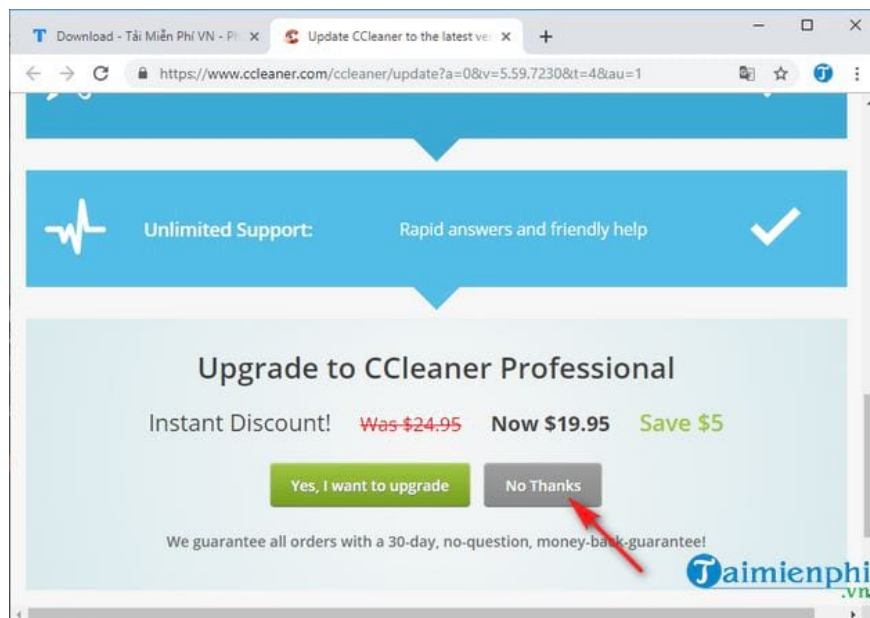 Download - Tải Miễn Phí VN - Ph
Update CCleaner to the latest ver
https://www.ccleaner.com/ccleaner/update?a=0&v=5.59.7230&t=4&au=1
Unlimited Support: Rapid answers and friendly help
Upgrade to CCleaner Professional
Instant Discount! Was $24.95 Now $19.95 Save $5
Yes, I want to upgrade No Thanks
We guarantee all orders with a 30-day, no-question, money-back-guarantee!
Taimienphi
.vn